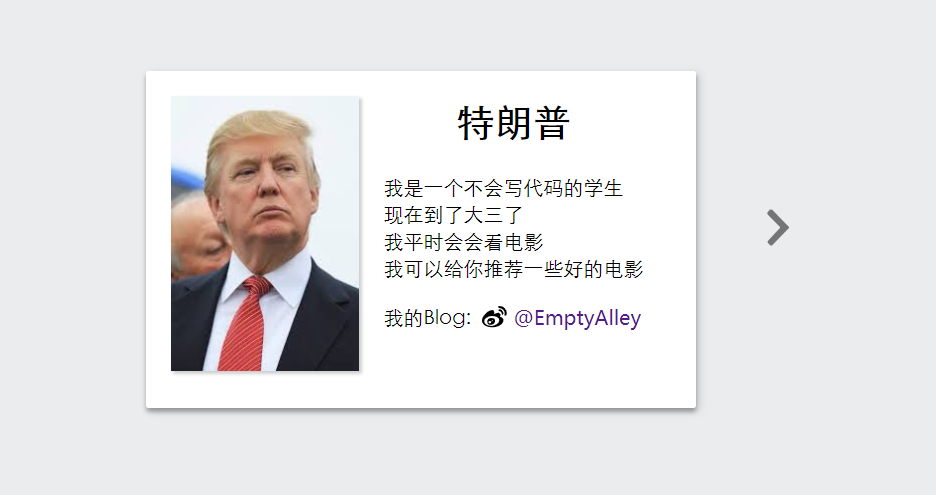 特朗普
我是一个不会写代码的学生
现在到了大三了
我平时会会看电影
我可以给你推荐一些好的电影
我的Blog: @EmptyAlley